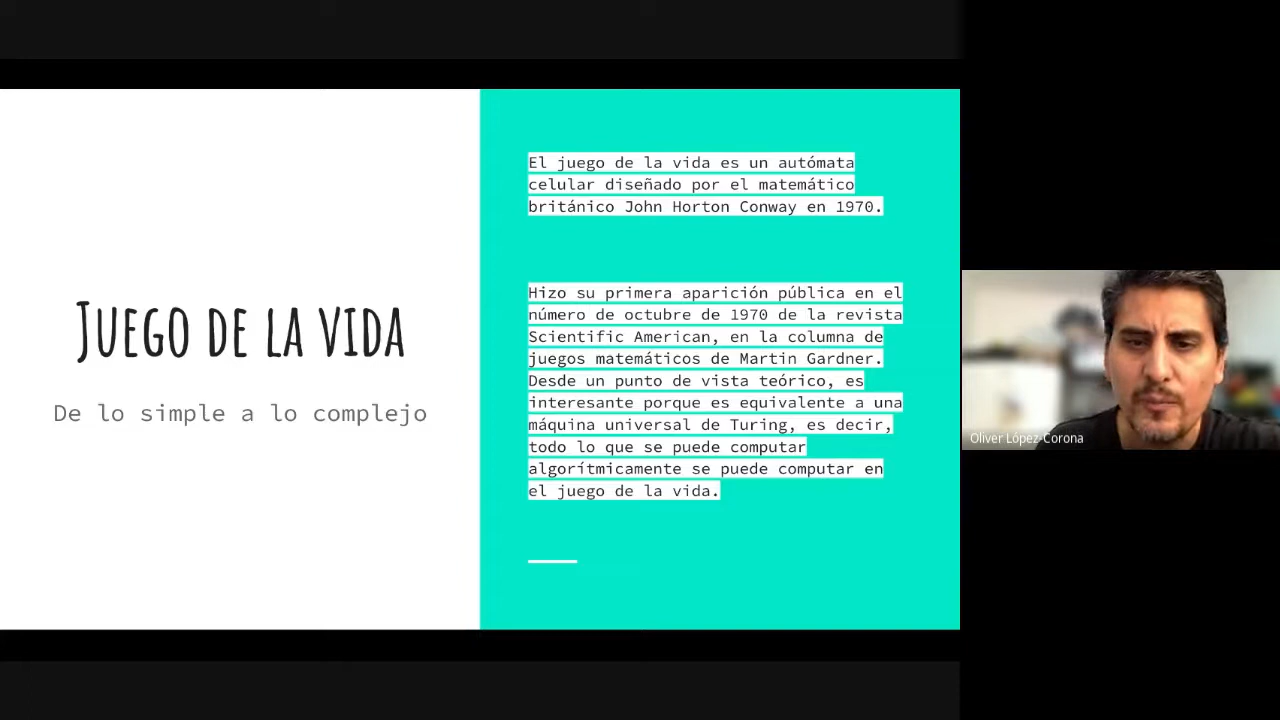 Juego de la vida
De lo simple a lo complejo
El juego de la vida es un autómata
celular diseñado por el matemático
británico John Horton Conway en 1970.
Hizo su primera aparición pública en el
número de octubre de 1970 de la revista
Scientific American, en la columna de
juegos matemáticos de Martin Gardner.
Desde un punto de vista teórico, es
interesante porque es equivalente a una
máquina universal de Turing, es decir,
todo lo que se puede computar
algorítmicamente se puede computar en
el juego de la vida.
Oliver López-Corona